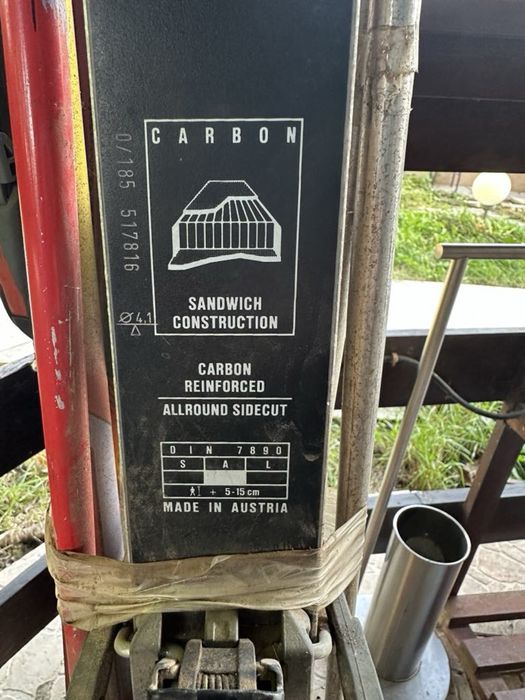 CARBON
0/185 517816
SANDWICH
CONSTRUCTION
Ø 4.1
CARBON
REINFORCED
ALLROUND SIDECUT
DIN 7890
S A L
+ 5-15 cm
MADE IN AUSTRIA